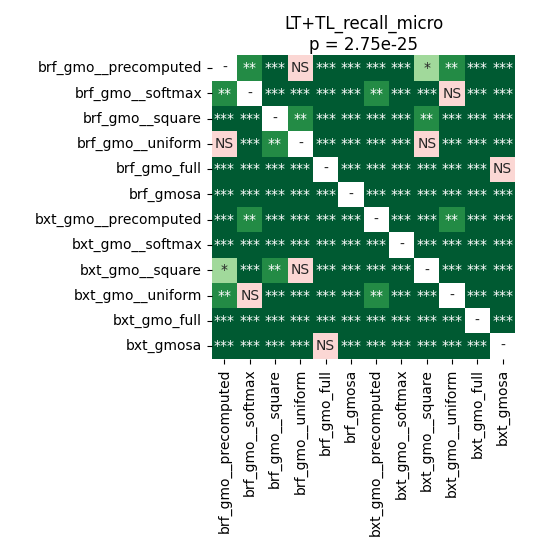 LT+TL_recall_micro
p = 2.75e-25
brf_gmo__precomputed - ** *** NS *** *** *** *** * ** *** ***
brf_gmo__softmax ** - *** *** *** *** ** *** *** NS *** ***
brf_gmo__square *** *** - ** *** *** *** *** ** *** *** ***
brf_gmo__uniform NS *** ** - *** *** *** *** NS *** *** ***
brf_gmo_full *** *** *** *** - *** *** *** *** *** *** NS
brf_gmosa *** *** *** *** *** - *** *** *** *** *** ***
bxt_gmo__precomputed *** ** *** *** *** *** - *** *** ** *** ***
bxt_gmo__softmax *** *** *** *** *** *** *** - *** *** *** ***
bxt_gmo__square * *** ** NS *** *** *** *** - *** *** ***
bxt_gmo__uniform ** NS *** *** *** *** ** *** *** - *** ***
bxt_gmo_full *** *** *** *** *** *** *** *** *** *** - ***
bxt_gmosa *** *** *** *** NS *** *** *** *** *** *** -
brf_gmo__precomputed
brf_gmo__softmax
brf_gmo__square
brf_gmo__uniform
brf_gmo_full
brf_gmosa
bxt_gmo__precomputed
bxt_gmo__softmax
bxt_gmo__square
bxt_gmo__uniform
bxt_gmo_full
bxt_gmosa